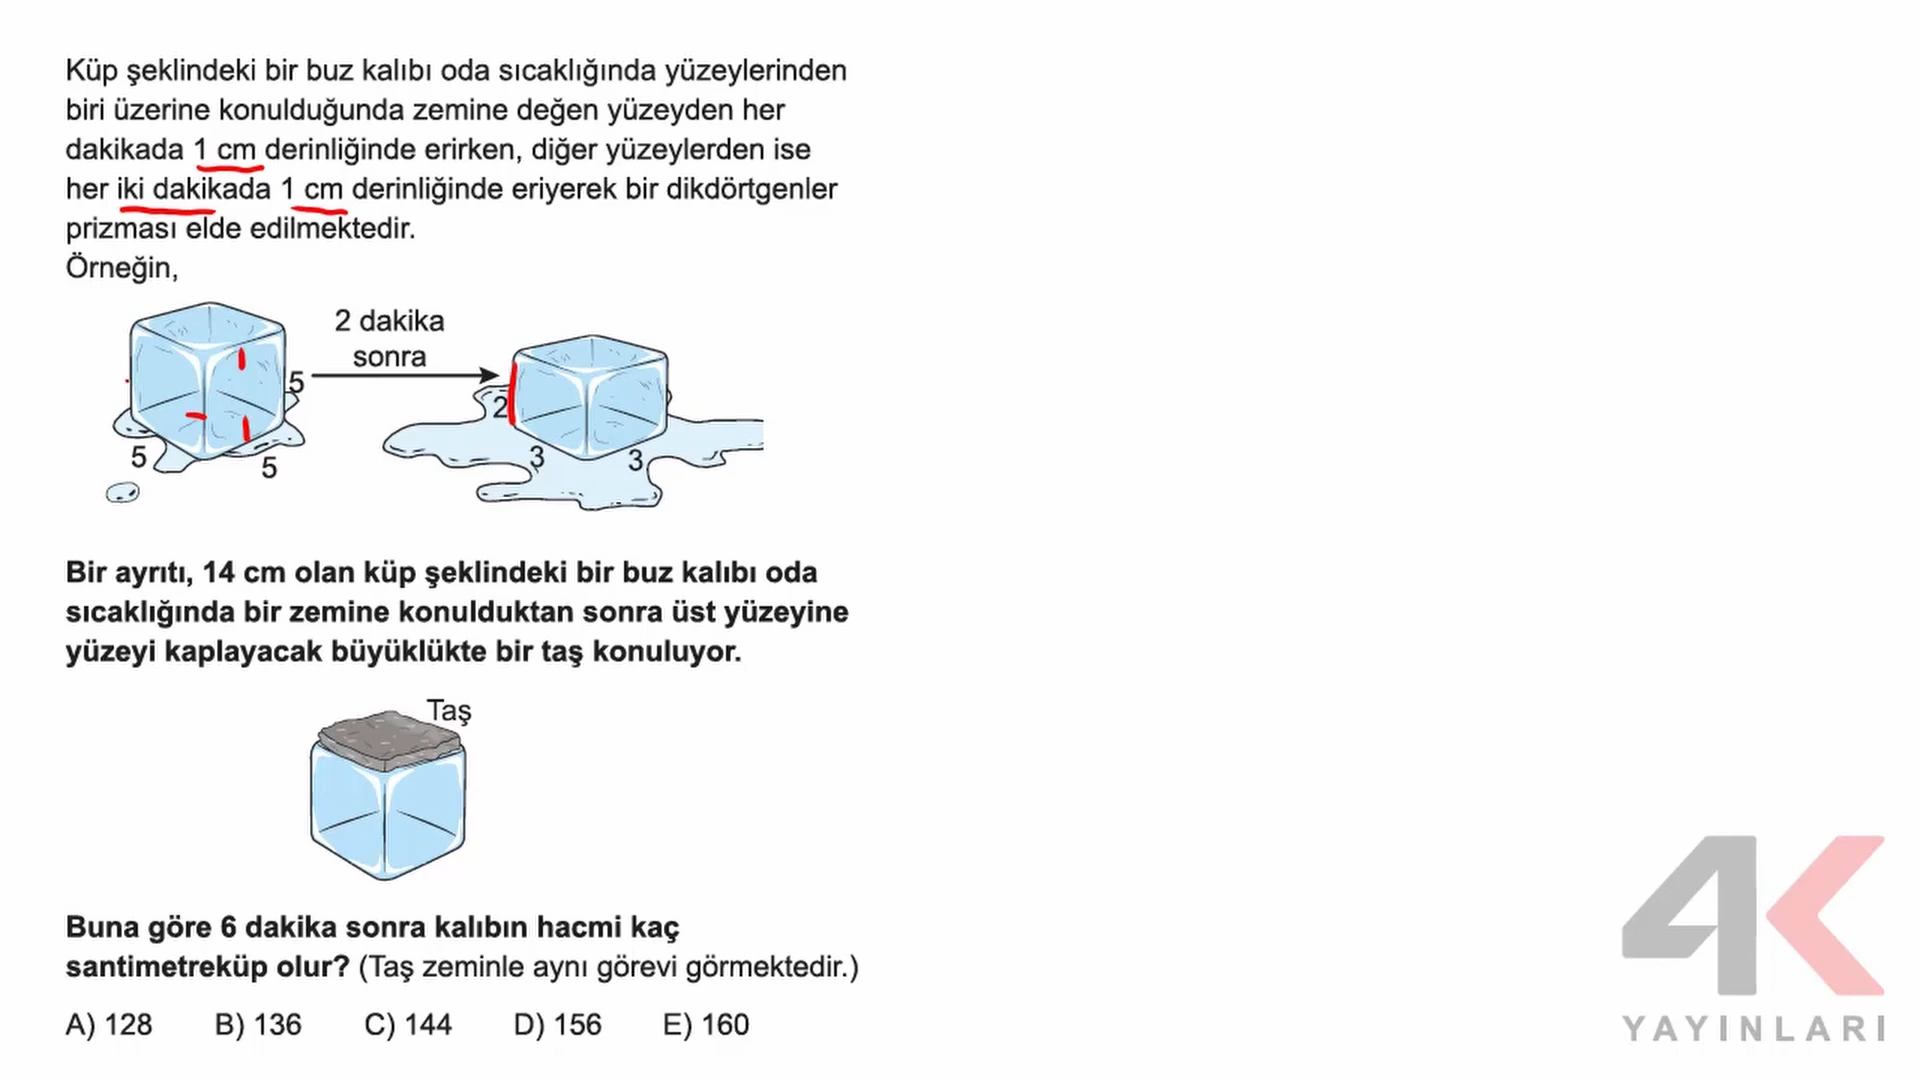 Küp şeklindeki bir buz kalıbı oda sıcaklığında yüzeylerinden
biri üzerine konulduğunda zemine değen yüzeyden her
dakikada 1 cm derinliğinde erirken, diğer yüzeylerden ise
her iki dakikada 1 cm derinliğinde eriyerek bir dikdörtgenler
prizması elde edilmektedir.
Örneğin,
2 dakika
sonra
5
5
5
2
3
3
Bir ayrıtı, 14 cm olan küp şeklindeki bir buz kalıbı oda
sıcaklığında bir zemine konulduktan sonra üst yüzeyine
yüzeyi kaplayacak büyüklükte bir taş konuluyor.
Taş
Buna göre 6 dakika sonra kalıbın hacmi kaç
santimetreküp olur? (Taş zeminle aynı görevi görmektedir.)
A) 128 B) 136 C) 144 D) 156 E) 160
4K
YAYINLARI